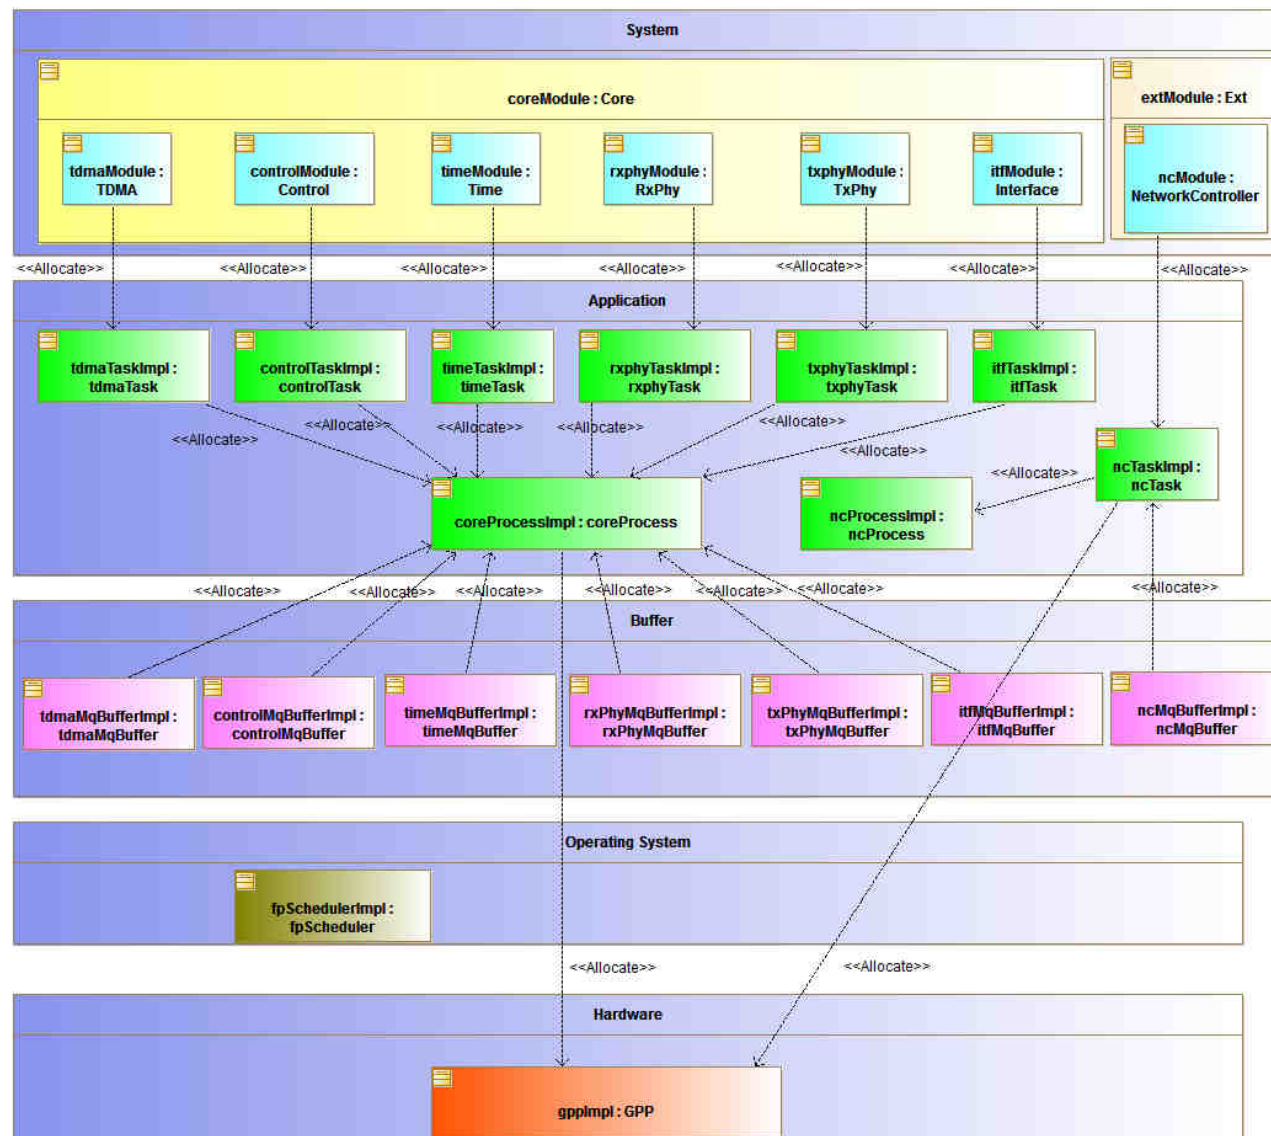 System
coreModule : Core
extModule : Ext
tdmaModule :
TDMA
controlModule :
Control
timeModule :
Time
rxphyModule :
RxPhy
txphyModule :
TxPhy
itfModule :
Interface
ncModule :
NetworkController
<<Allocate>>
<<Allocate>>
<<Allocate>>
<<Allocate>>
<<Allocate>>
<<Allocate>>
<<Allocate>>
Application
tdmaTaskImpl :
tdmaTask
controlTaskImpl :
controlTask
timeTaskImpl :
timeTask
rxphyTaskImpl :
rxphyTask
txphyTaskImpl :
txphyTask
itfTaskImpl :
itfTask
<<Allocate>>
<<Allocate>>
<<Allocate>>
<<Allocate>>
<<Allocate>>
<<Allocate>>
<<Allocate>>
ncTaskImpl :
ncTask
coreProcessImpl : coreProcess
ncProcessImpl :
ncProcess
<<Allocate>>
<<Allocate>>
<<Allocate>>
<<Allocate>>
<<Allocate>>
<<Allocate>>
<<Allocate>>
Buffer
tdmaMqBufferImpl :
tdmaMqBuffer
controlMqBufferImpl :
controlMqBuffer
timeMqBufferImpl :
timeMqBuffer
rxPhyMqBufferImpl :
rxPhyMqBuffer
txPhyMqBufferImpl :
txPhyMqBuffer
itfMqBufferImpl :
itfMqBuffer
ncMqBufferImpl :
ncMqBuffer
Operating System
fpSchedulerImpl :
fpScheduler
<<Allocate>>
<<Allocate>>
Hardware
gppImpl : GPP